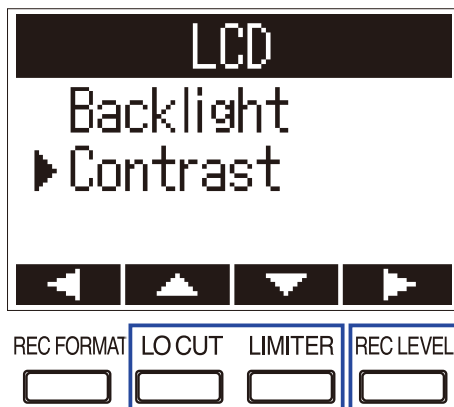 LCD
Backlight
Contrast
REC FORMAT LO CUT LIMITER REC LEVEL